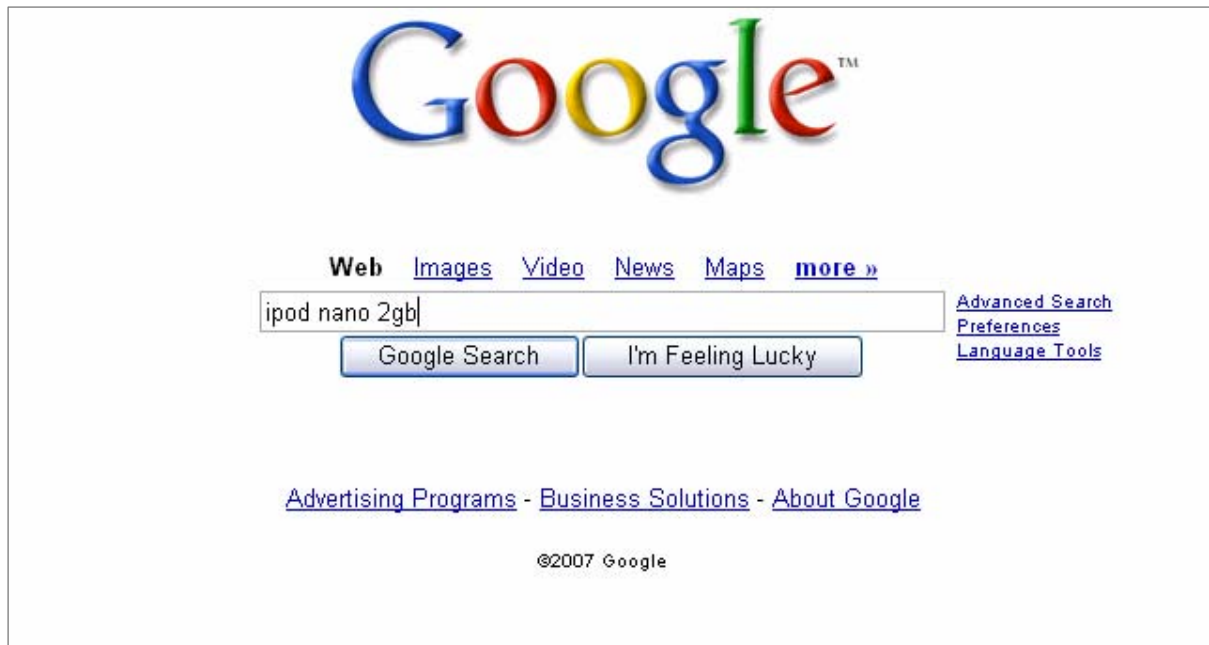 Google™
Web Images Video News Maps more »
ipod nano 2gb
Advanced Search
Preferences
Language Tools
Google Search I'm Feeling Lucky
Advertising Programs - Business Solutions - About Google
©2007 Google